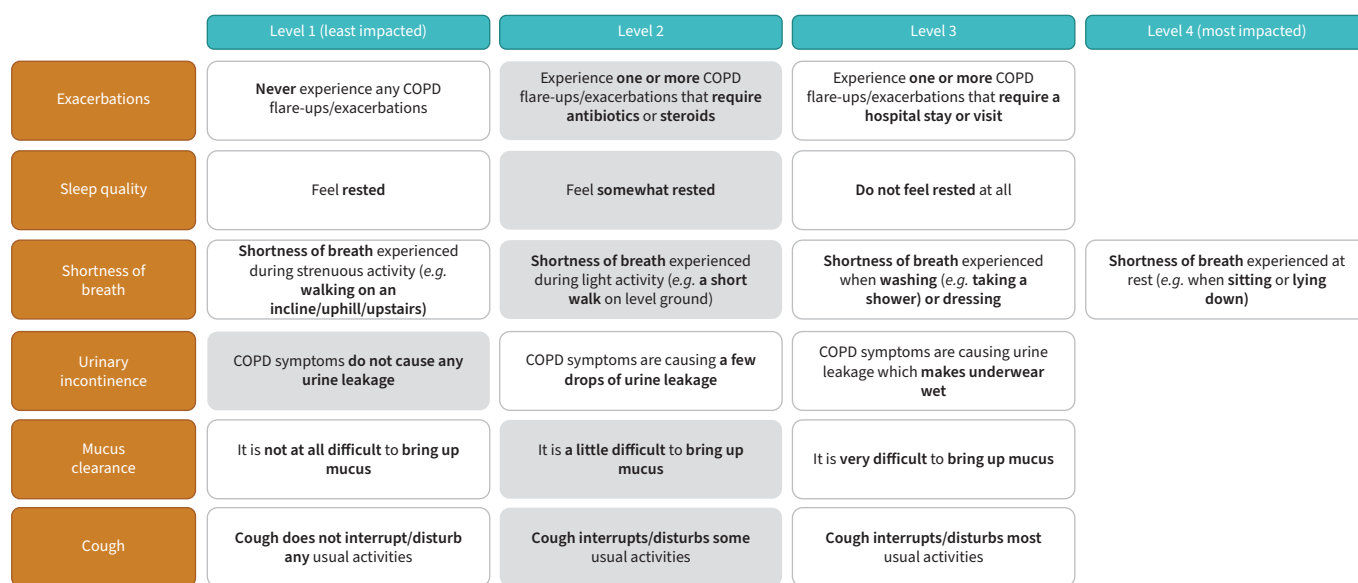 Level 1 (least impacted)
Level 2
Level 3
Level 4 (most impacted)
Exacerbations
Never experience any COPD
flare-ups/exacerbations
Experience one or more COPD
flare-ups/exacerbations that require
antibiotics or steroids
Experience one or more COPD
flare-ups/exacerbations that require a
hospital stay or visit
Sleep quality
Feel rested
Feel somewhat rested
Do not feel rested at all
Shortness of
breath
Shortness of breath experienced
during strenuous activity (e.g.
walking on an
incline/uphill/upstairs)
Shortness of breath experienced
during light activity (e.g. a short
walk on level ground)
Shortness of breath experienced
when washing (e.g. taking a
shower) or dressing
Shortness of breath experienced at
rest (e.g. when sitting or lying
down)
Urinary
incontinence
COPD symptoms do not cause any
urine leakage
COPD symptoms are causing a few
drops of urine leakage
COPD symptoms are causing urine
leakage which makes underwear
wet
Mucus
clearance
It is not at all difficult to bring up
mucus
It is a little difficult to bring up
mucus
It is very difficult to bring up mucus
Cough
Cough does not interrupt/disturb
any usual activities
Cough interrupts/disturbs some
usual activities
Cough interrupts/disturbs most
usual activities